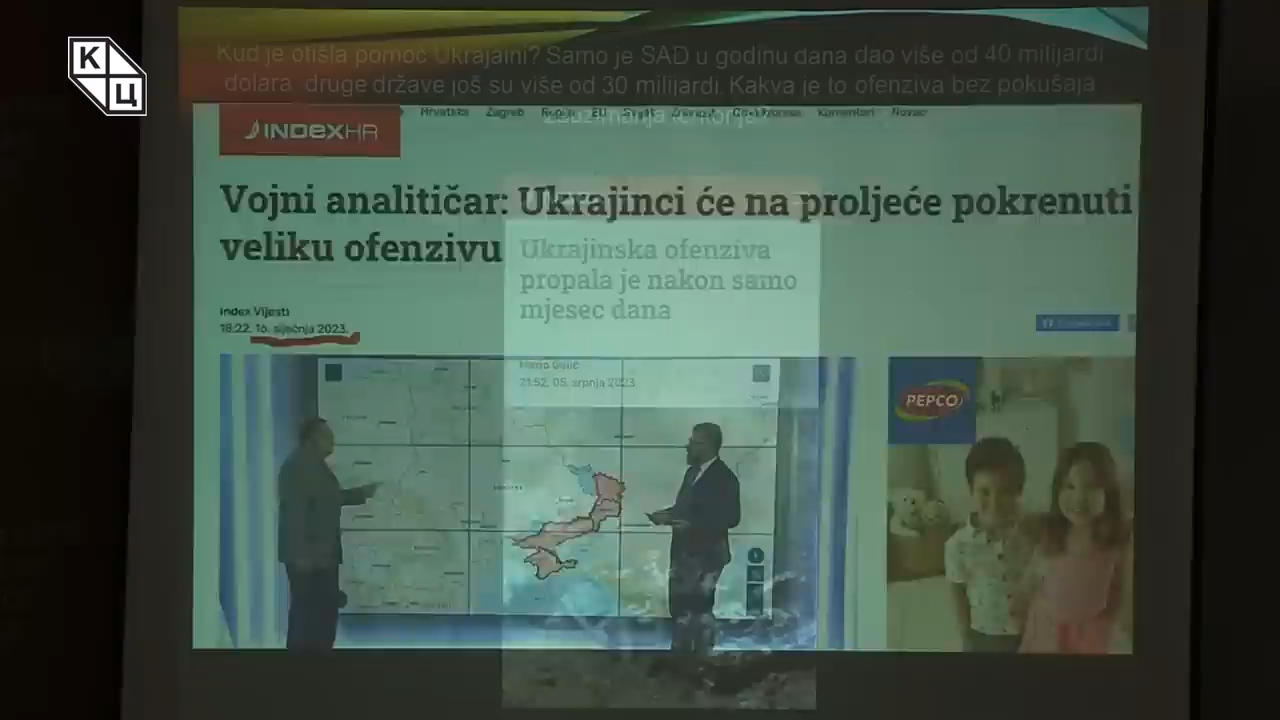 К
Ц
Kud je otišla pomoć Ukrajini? Samo je SAD u godinu dana dao više od 40 milijardi
dolara, druge države još su više od 30 milijardi. Kakva je to ofenziva bez pokušaja
Hrvatska Zagreb EU Komentari Novac
INDEXHR
Vojni analitičar: Ukrajinci će na proljeće pokrenuti
veliku ofenzivu
Ukrajinska ofenziva
propala je nakon samo
mjesec dana
Index Vijesti
18:22, 16. siječnja 2023.
21:52, 05. srpnja 2023
PEPCO